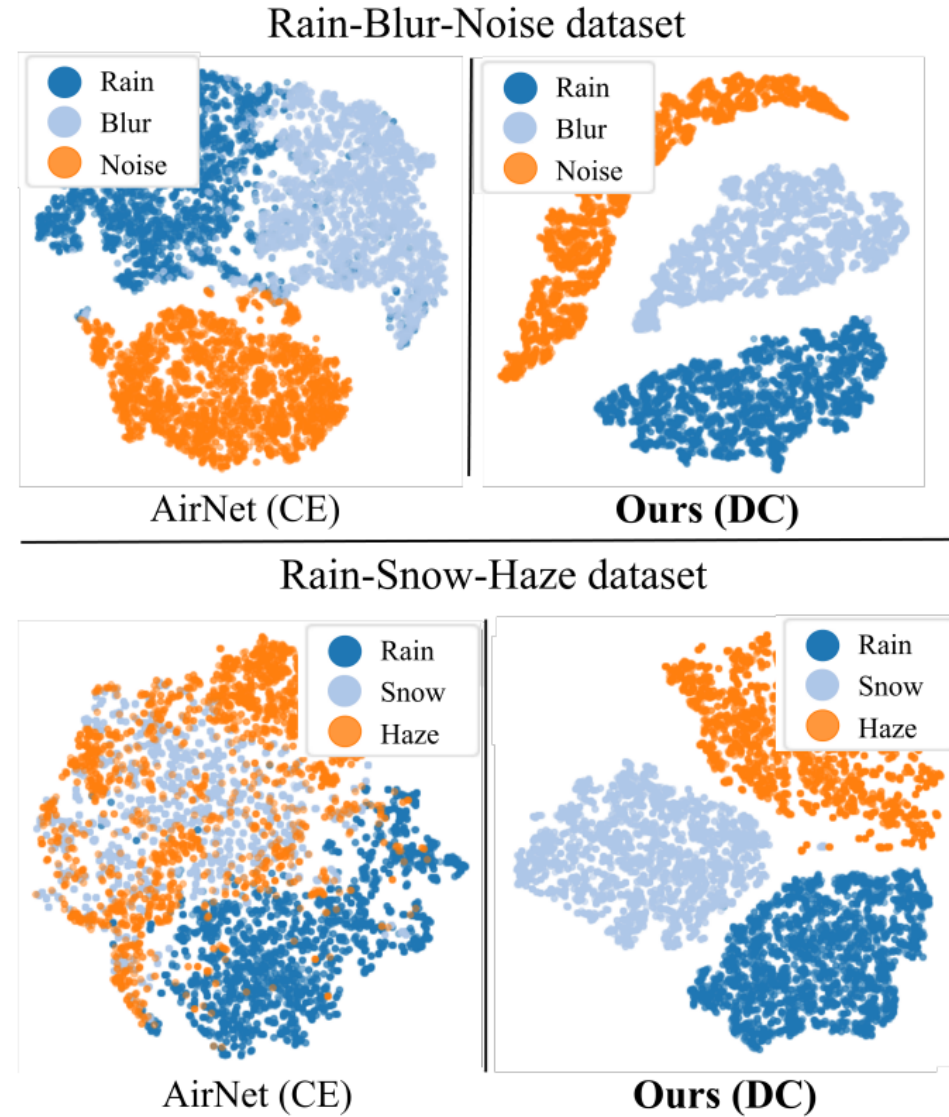 Rain-Blur-Noise dataset
Rain
Blur
Noise
Rain
Blur
Noise
AirNet (CE)
Ours (DC)
Rain-Snow-Haze dataset
Rain
Snow
Haze
Rain
Snow
Haze
AirNet (CE)
Ours (DC)